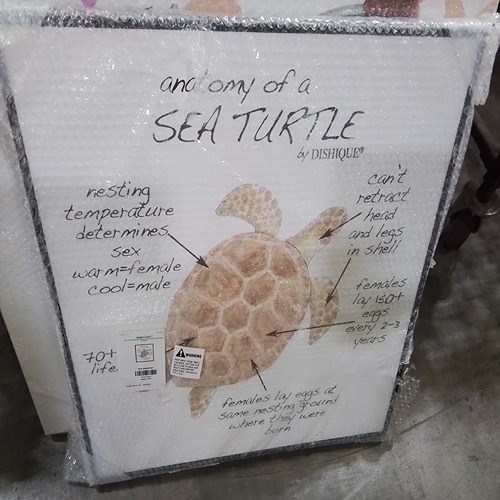 anatomy of a
SEA TURTLE
by DISHIQUE®
nesting
temperature
determines
sex
warm=female
cool=male
can't
retract
head
and legs
in shell
females
lay 150+
eggs
every 2-3
years
70+
life
WARNING
females lay eggs at
same nesting ground
where they were
born